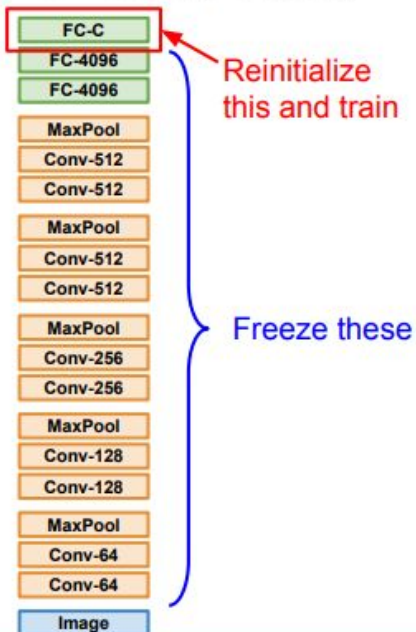 FC-C
FC-4096
FC-4096
MaxPool
Conv-512
Conv-512
MaxPool
Conv-512
Conv-512
MaxPool
Conv-256
Conv-256
MaxPool
Conv-128
Conv-128
MaxPool
Conv-64
Conv-64
Image
Reinitialize
this and train
Freeze these